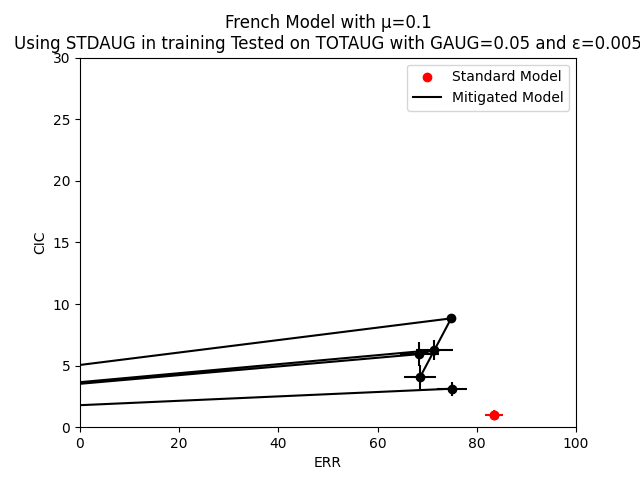 French Model with μ=0.1
Using STDAUG in training Tested on TOTAUG with GAUG=0.05 and ε=0.005
Standard Model
Mitigated Model
30
25
20
15
10
5
0
CIC
0 20 40 60 80 100
ERR